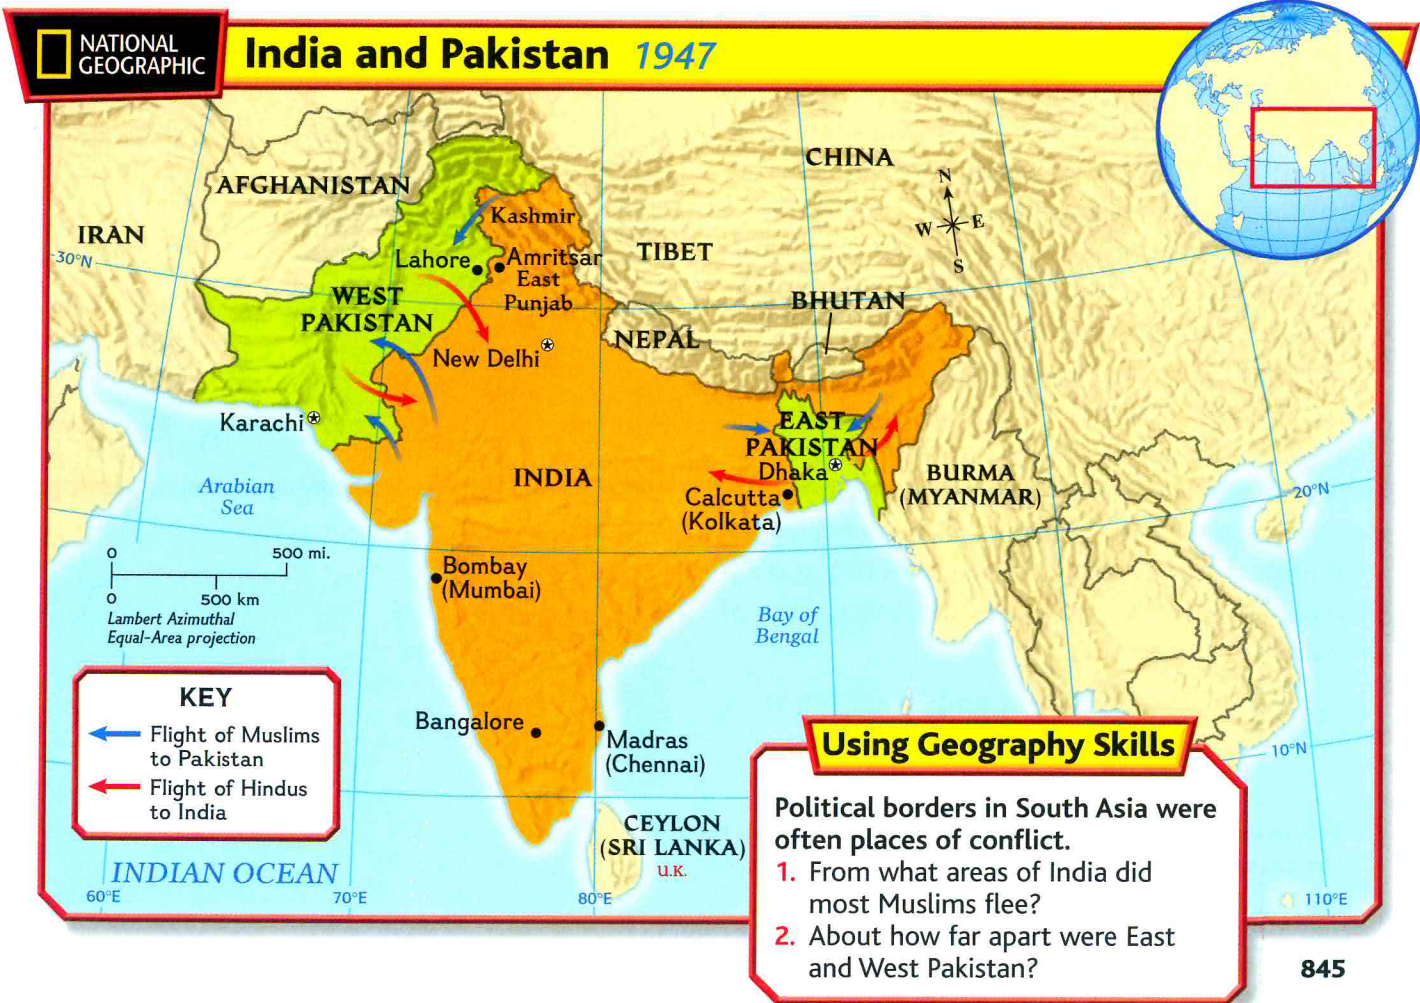 NATIONAL
GEOGRAPHIC
India and Pakistan 1947
CHINA
AFGHANISTAN
N
Kashmir
W
E
IRAN
TIBET
30°N
Lahore
Amritsar
S
East
Punjab
WEST
PAKISTAN
BHUTAN
NEPAL
New Delhi
Karachi
EAST
PAKISTAN
Dhaka
INDIA
BURMA
(MYANMAR)
Arabian
Sea
Calcutta
(Kolkata)
20°N
0
500 mi.
0
500 km
Lambert Azimuthal
Equal-Area projection
Bombay
(Mumbai)
Bay of
Bengal
KEY
Flight of Muslims
to Pakistan
Flight of Hindus
to India
Bangalore
Madras
(Chennai)
10°N
CEYLON
(SRI LANKA)
U.K.
INDIAN OCEAN
60°E
70°E
80°E
110°E
Using Geography Skills
Political borders in South Asia were
often places of conflict.
1. From what areas of India did
most Muslims flee?
2. About how far apart were East
and West Pakistan?
845